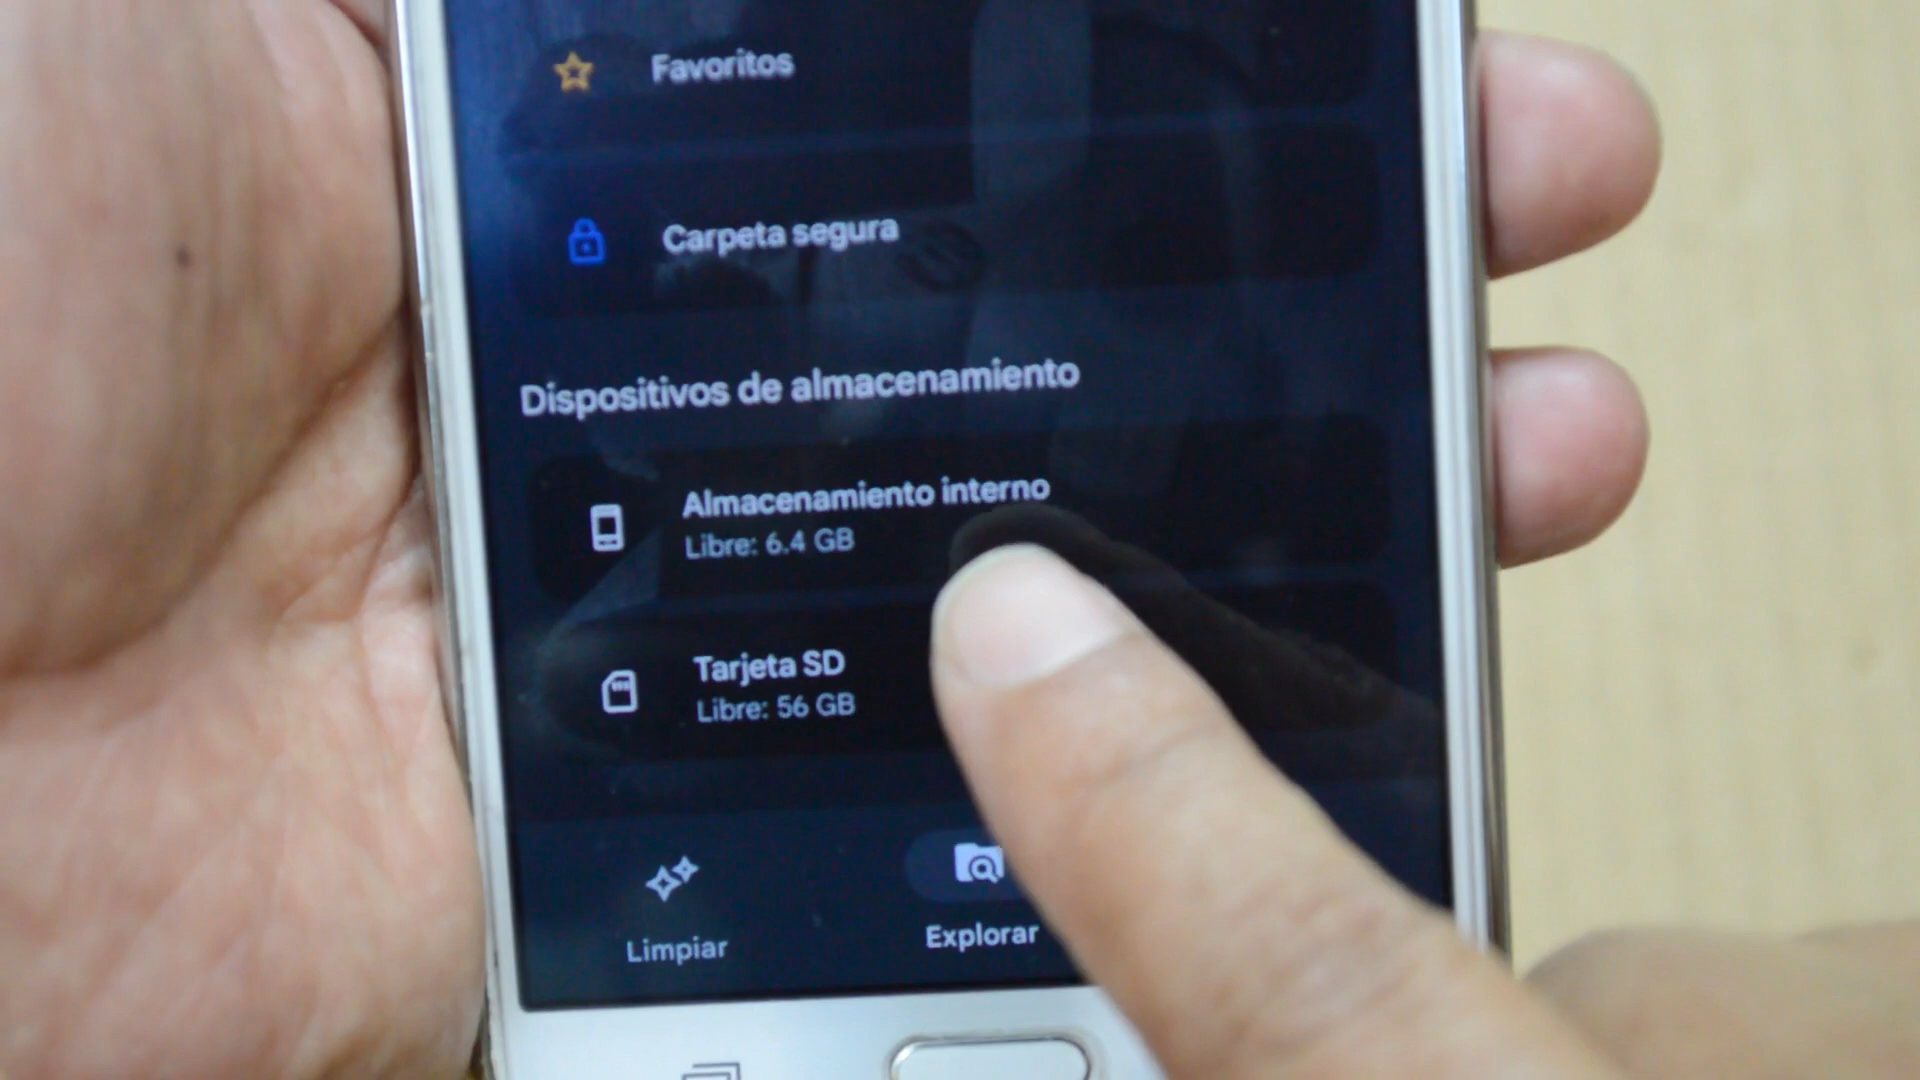 Favoritos
Carpeta segura
Dispositivos de almacenamiento
Almacenamiento interno
Libre: 6.4 GB
Tarjeta SD
Libre: 56 GB
Limpiar
Explorar